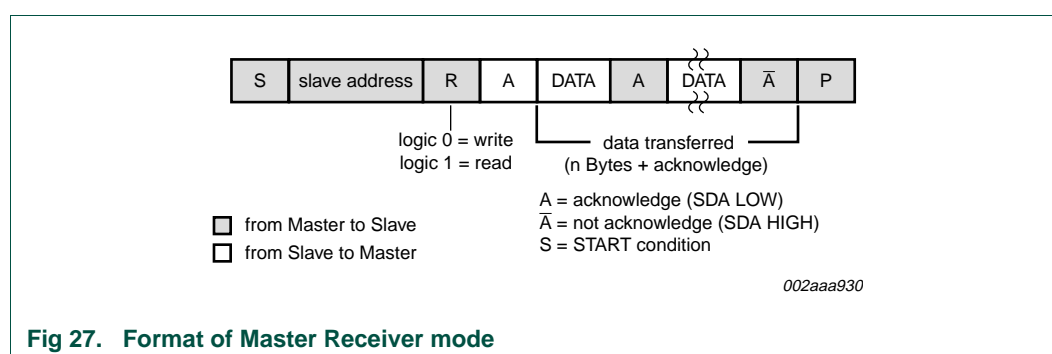 S slave address R A DATA A DATA A̅ P
logic 0 = write
logic 1 = read
data transferred
(n Bytes + acknowledge)
A = acknowledge (SDA LOW)
A̅ = not acknowledge (SDA HIGH)
S = START condition
from Master to Slave
from Slave to Master
002aaa930
Fig 27. Format of Master Receiver mode